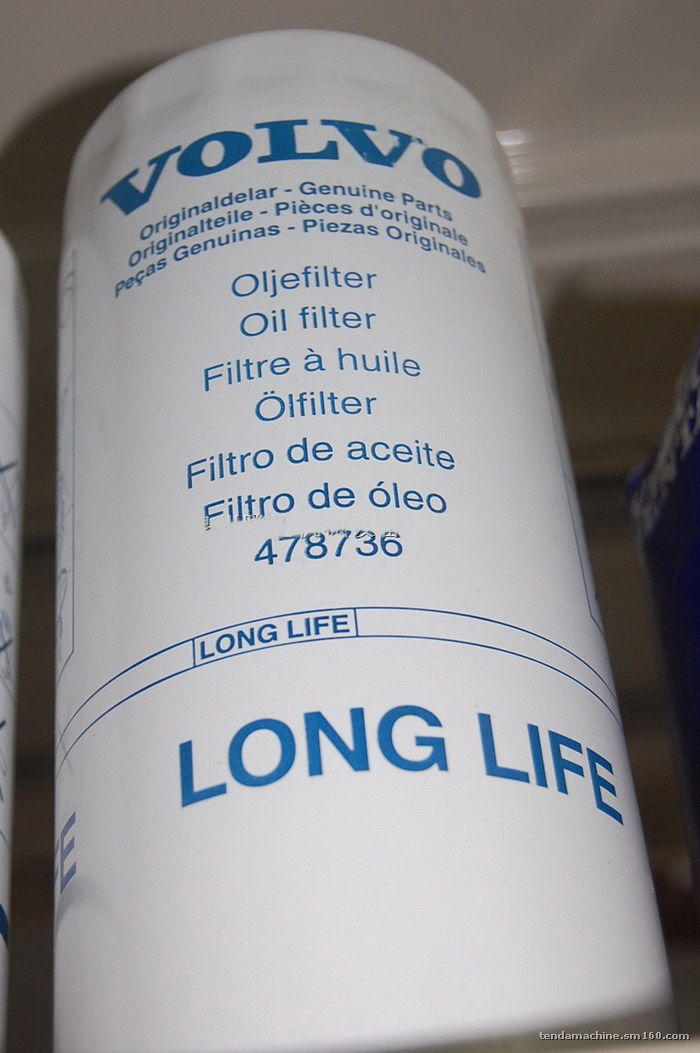 VOLVO
Originaldelar - Genuine Parts
Originalteile - Pièces d'originale
Peças Genuinas - Piezas Originales
Oljefilter
Oil filter
Filtre à huile
Ölfilter
Filtro de aceite
Filtro de óleo
478736
LONG LIFE
LONG LIFE
FE
tendamachine.sm160.com